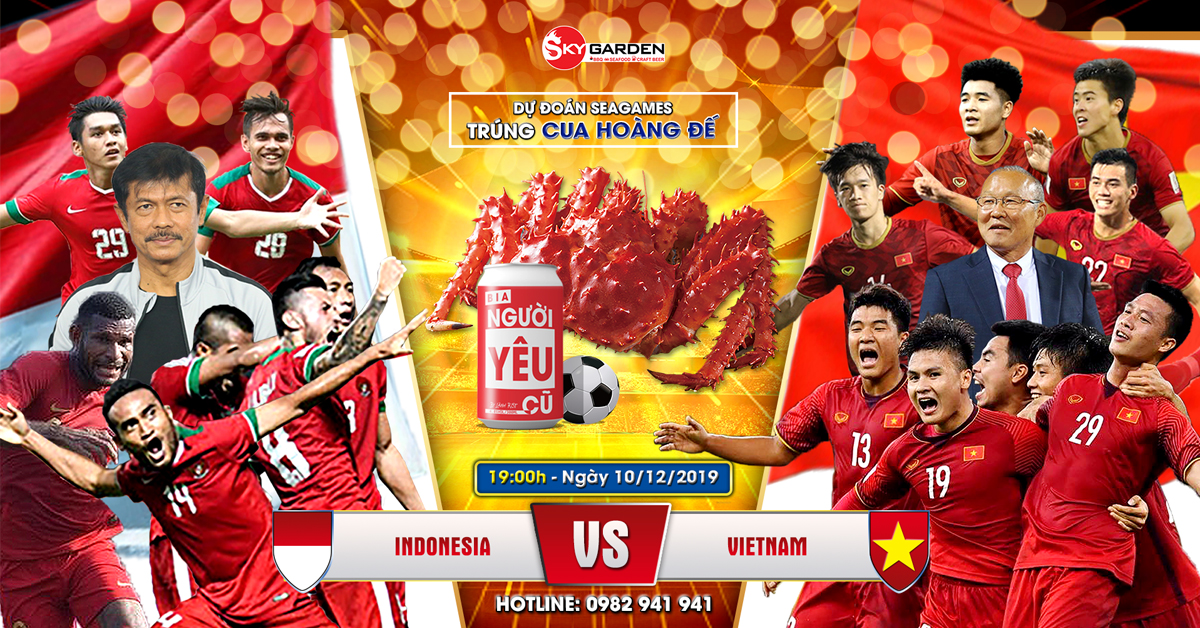 SKY GARDEN
BBQ SEAFOOD CRAFT BEER
DỰ ĐOÁN SEAGAMES
TRÚNG CUA HOÀNG ĐẾ
29
28
BIA
NGƯỜI
YÊU
CŨ
22
13
19
29
14
8
19:00h - Ngày 10/12/2019
INDONESIA
VS
VIETNAM
HOTLINE: 0982 941 941